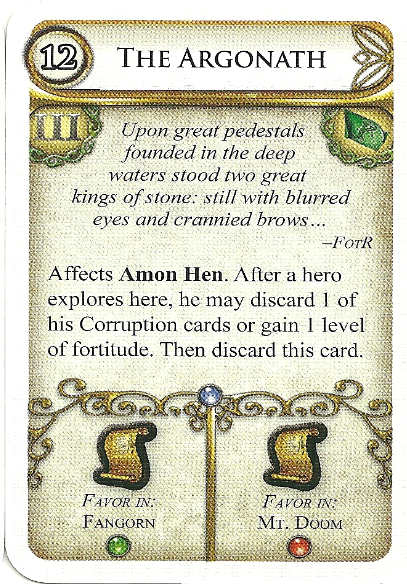 12
THE ARGONATH
III
Upon great pedestals
founded in the deep
waters stood two great
kings of stone: still with blurred
eyes and crannied brows...
–FOTR
Affects Amon Hen. After a hero
explores here, he may discard 1 of
his Corruption cards or gain 1 level
of fortitude. Then discard this card.
FAVOR IN: FAVOR IN:
FANGORN MT. DOOM